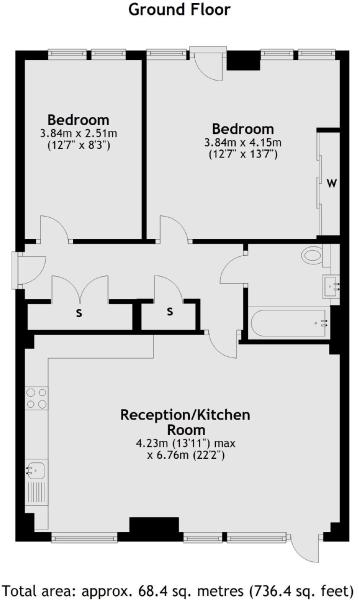 Ground Floor
Bedroom
3.84m x 2.51m
(12'7" x 8'3")
Bedroom
3.84m x 4.15m
(12'7" x 13'7")
W
S
S
Reception/Kitchen
Room
4.23m (13'11") max
x 6.76m (22'2")
Total area: approx. 68.4 sq. metres (736.4 sq. feet)